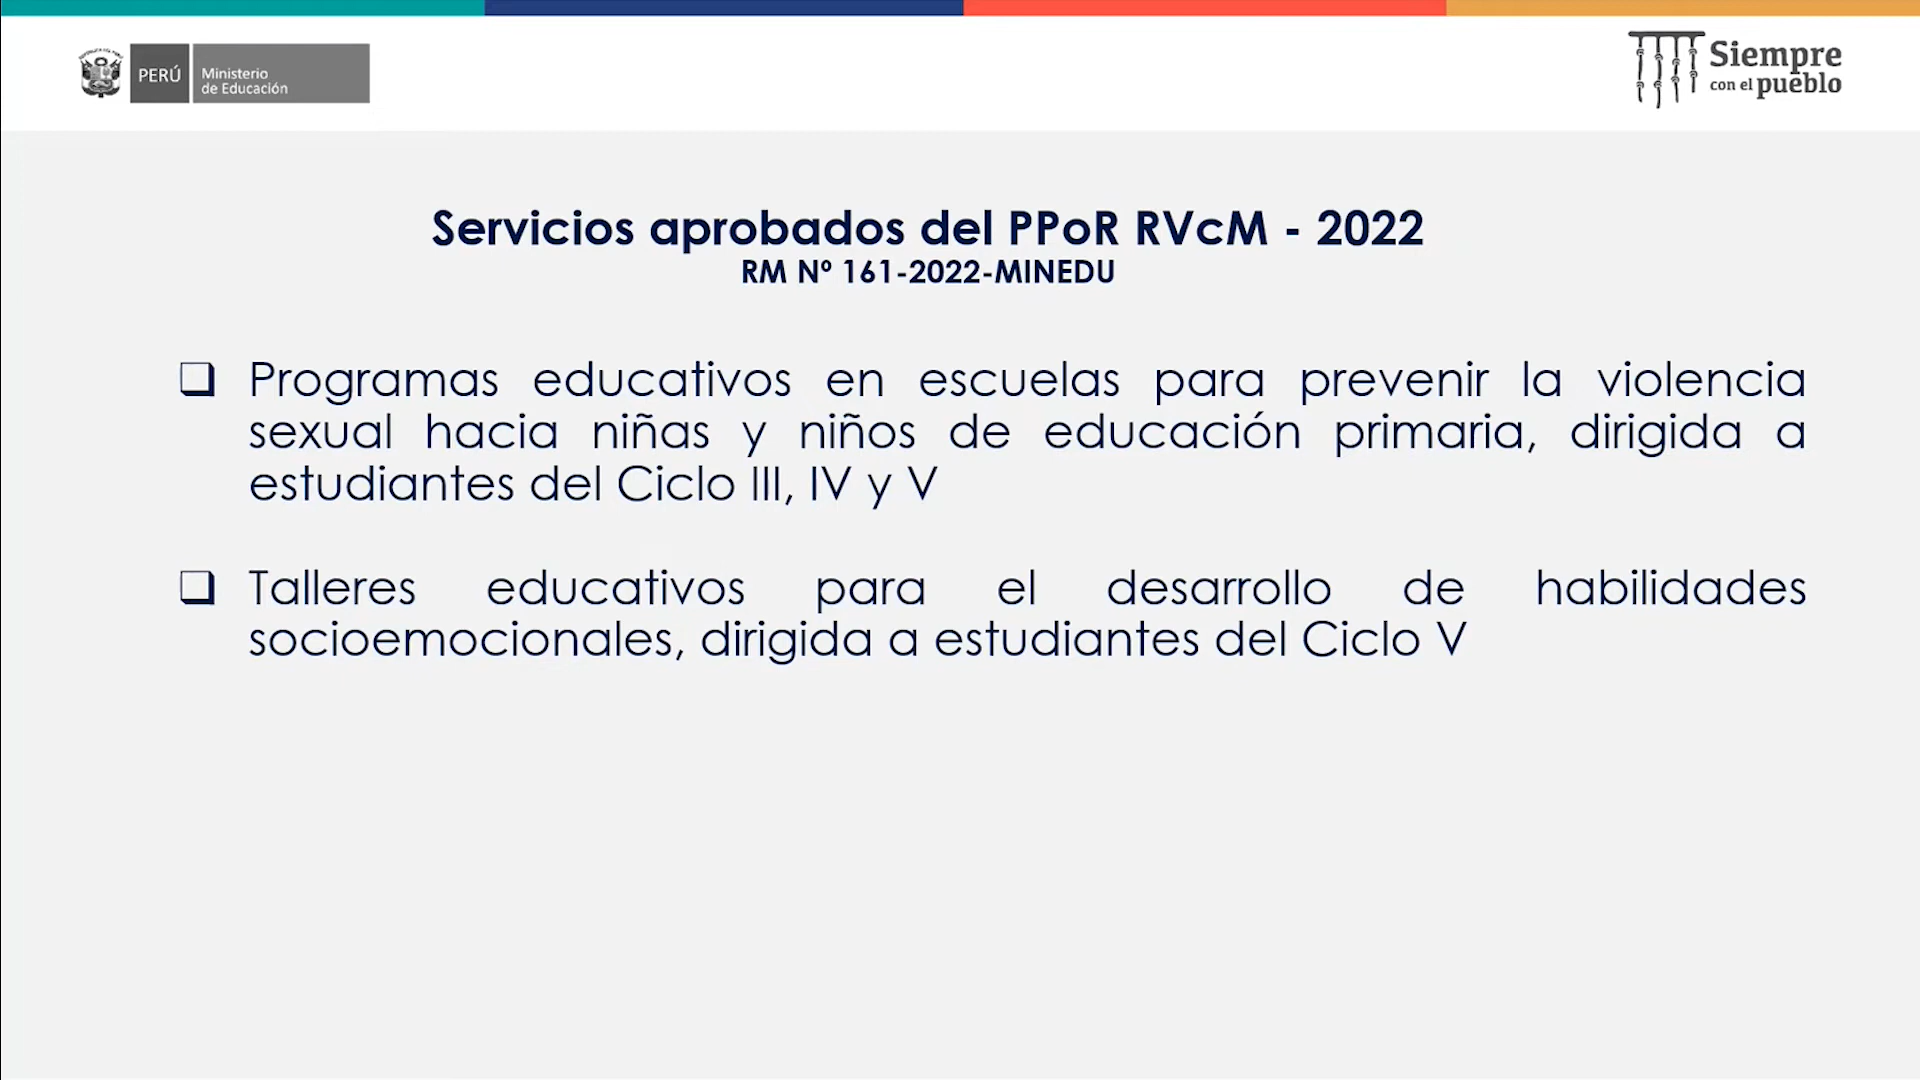 PERÚ
Ministerio
de Educación
Siempre
con el pueblo
Servicios aprobados del PPoR RVcM - 2022
RM Nº 161-2022-MINEDU
❑ Programas educativos en escuelas para prevenir la violencia
sexual hacia niñas y niños de educación primaria, dirigida a
estudiantes del Ciclo III, IV y V
❑ Talleres educativos para el desarrollo de habilidades
socioemocionales, dirigida a estudiantes del Ciclo V